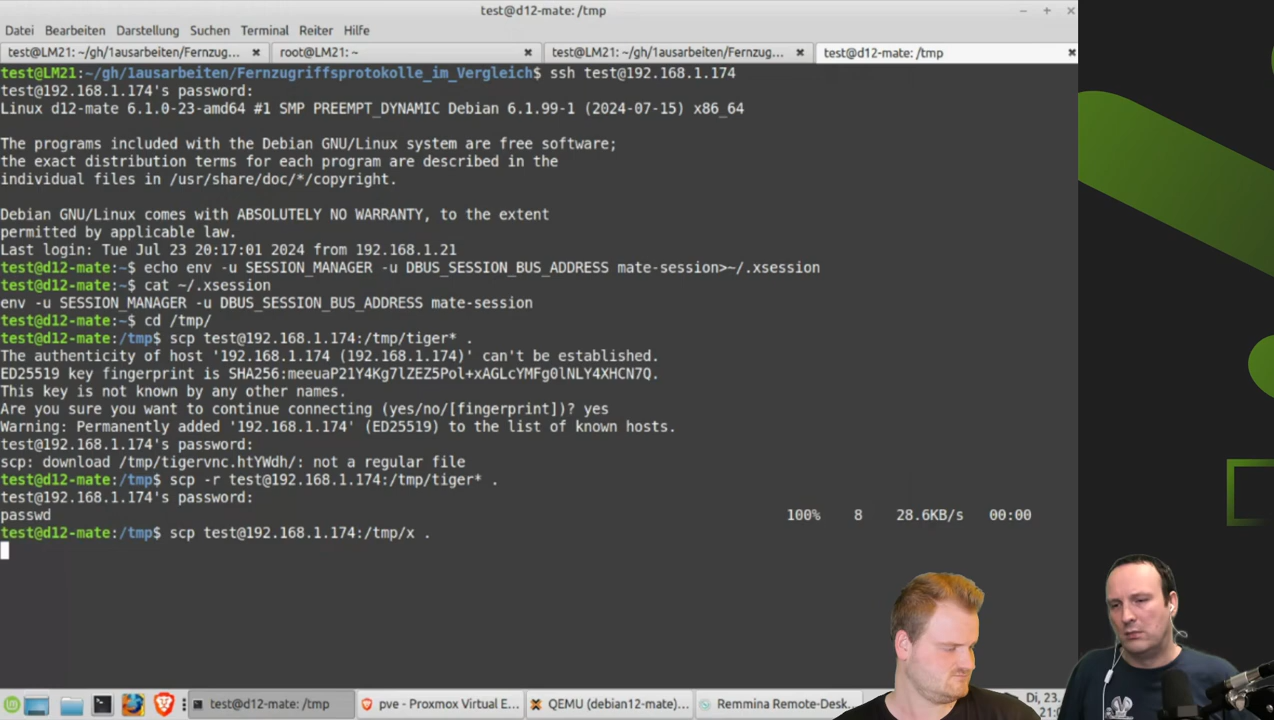 test@d12-mate: /tmp
Datei Bearbeiten Darstellung Suchen Terminal Reiter Hilfe
test@LM21: ~/gh/1ausarbeiten/Fernzug... root@LM21: ~ test@LM21: ~/gh/1ausarbeiten/Fernzug... test@d12-mate: /tmp
test@LM21:~/gh/1ausarbeiten/Fernzugriffsprotokolle_im_Vergleich$ ssh test@192.168.1.174
test@192.168.1.174's password:
Linux d12-mate 6.1.0-23-amd64 #1 SMP PREEMPT_DYNAMIC Debian 6.1.99-1 (2024-07-15) x86_64
The programs included with the Debian GNU/Linux system are free software;
the exact distribution terms for each program are described in the
individual files in /usr/share/doc/*/copyright.
Debian GNU/Linux comes with ABSOLUTELY NO WARRANTY, to the extent
permitted by applicable law.
Last login: Tue Jul 23 20:17:01 2024 from 192.168.1.21
test@d12-mate:~$ echo env -u SESSION_MANAGER -u DBUS_SESSION_BUS_ADDRESS mate-session>~/.xsession
test@d12-mate:~$ cat ~/.xsession
env -u SESSION_MANAGER -u DBUS_SESSION_BUS_ADDRESS mate-session
test@d12-mate:~$ cd /tmp/
test@d12-mate:/tmp$ scp test@192.168.1.174:/tmp/tiger* .
The authenticity of host '192.168.1.174 (192.168.1.174)' can't be established.
ED25519 key fingerprint is SHA256:meeuaP21Y4Kg7lZEZ5Pol+xAGLcYMFg0lNLY4XHCN7Q.
This key is not known by any other names.
Are you sure you want to continue connecting (yes/no/[fingerprint])? yes
Warning: Permanently added '192.168.1.174' (ED25519) to the list of known hosts.
test@192.168.1.174's password:
scp: download /tmp/tigervnc.htYWdh/: not a regular file
test@d12-mate:/tmp$ scp -r test@192.168.1.174:/tmp/tiger* .
test@192.168.1.174's password:
passwd 100% 8 28.6KB/s 00:00
test@d12-mate:/tmp$ scp test@192.168.1.174:/tmp/x .
test@d12-mate: /tmp pve - Proxmox Virtual E... QEMU (debian12-mate)... Remmina Remote-Desk... Di, 23.